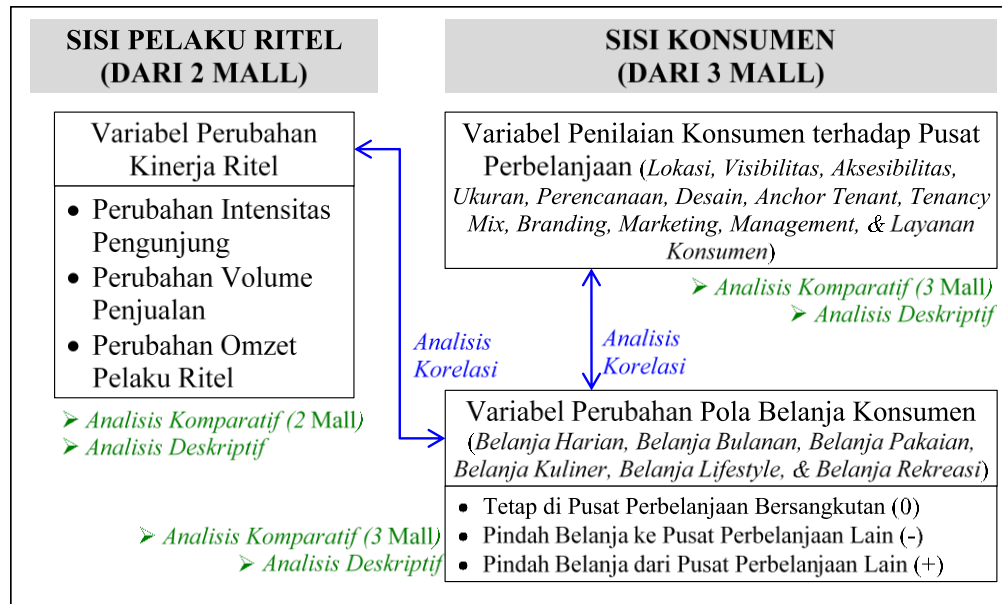 SISI PELAKU RITEL
(DARI 2 MALL)
Variabel Perubahan
Kinerja Ritel
• Perubahan Intensitas
Pengunjung
• Perubahan Volume
Penjualan
• Perubahan Omzet
Pelaku Ritel
➢ Analisis Komparatif (2 Mall)
➢ Analisis Deskriptif
SISI KONSUMEN
(DARI 3 MALL)
Variabel Penilaian Konsumen terhadap Pusat
Perbelanjaan (Lokasi, Visibilitas, Aksesibilitas,
Ukuran, Perencanaan, Desain, Anchor Tenant, Tenancy
Mix, Branding, Marketing, Management, & Layanan
Konsumen)
➢ Analisis Komparatif (3 Mall)
➢ Analisis Deskriptif
Analisis
Korelasi
Analisis
Korelasi
Variabel Perubahan Pola Belanja Konsumen
(Belanja Harian, Belanja Bulanan, Belanja Pakaian,
Belanja Kuliner, Belanja Lifestyle, & Belanja Rekreasi)
• Tetap di Pusat Perbelanjaan Bersangkutan (0)
• Pindah Belanja ke Pusat Perbelanjaan Lain (-)
• Pindah Belanja dari Pusat Perbelanjaan Lain (+)
➢ Analisis Komparatif (3 Mall)
➢ Analisis Deskriptif